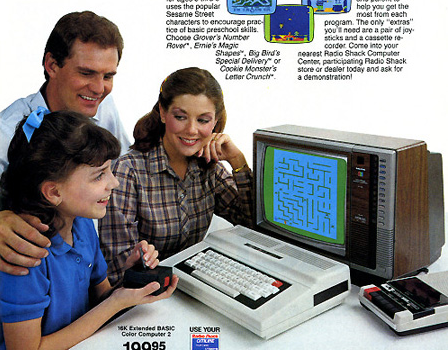 uses the popular
Sesame Street
characters to encourage prac-
tice of basic preschool skills.
Choose Grover's Number
Rover™, Ernie's Magic
Shapes™, Big Bird's
Special Delivery™ or
Cookie Monster's
Letter Crunch™.
help you get the
most from each
program. The only "extras"
you'll need are a pair of joy-
sticks and a cassette re-
corder. Come into your
nearest Radio Shack Computer
Center, participating Radio Shack
store or dealer today and ask for
a demonstration!
16K Extended BASIC
Color Computer 2
19995
USE YOUR
Radio Shack
CITILINE